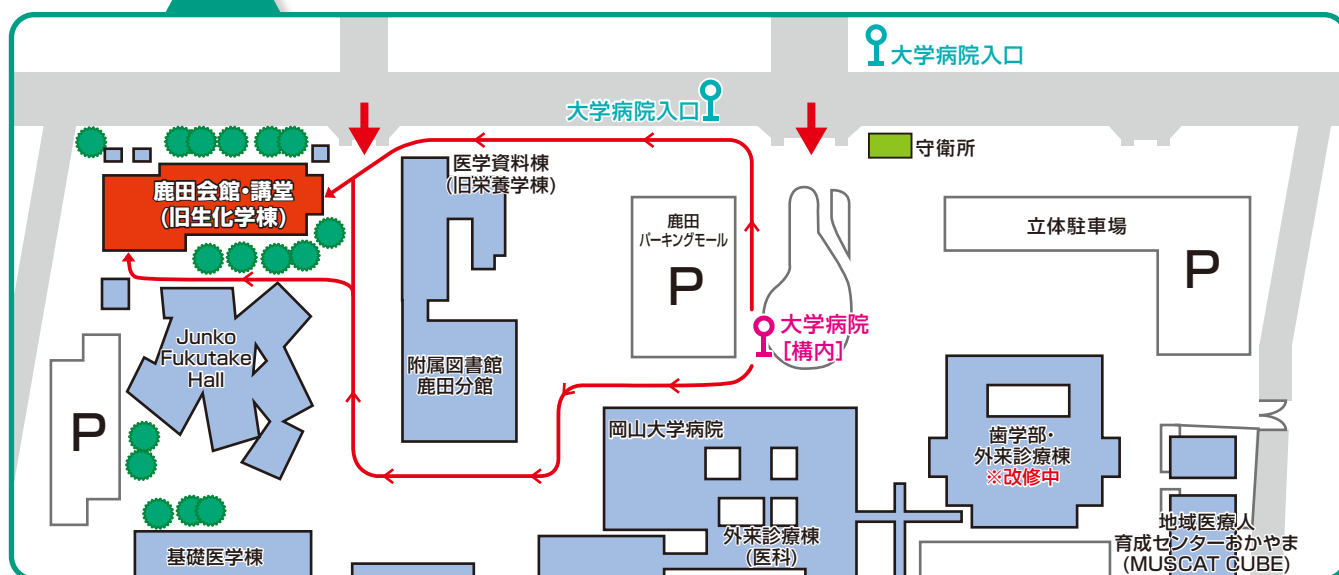 大学病院入口
大学病院入口
守衛所
医学資料棟
(旧栄養学棟)
鹿田会館・講堂
(旧生化学棟)
鹿田
パーキングモール
P
立体駐車場
P
大学病院
[構内]
Junko
Fukutake
Hall
附属図書館
鹿田分館
P
岡山大学病院
歯学部・
外来診療棟
※改修中
外来診療棟
(医科)
基礎医学棟
地域医療人
育成センターおかやま
(MUSCAT CUBE)